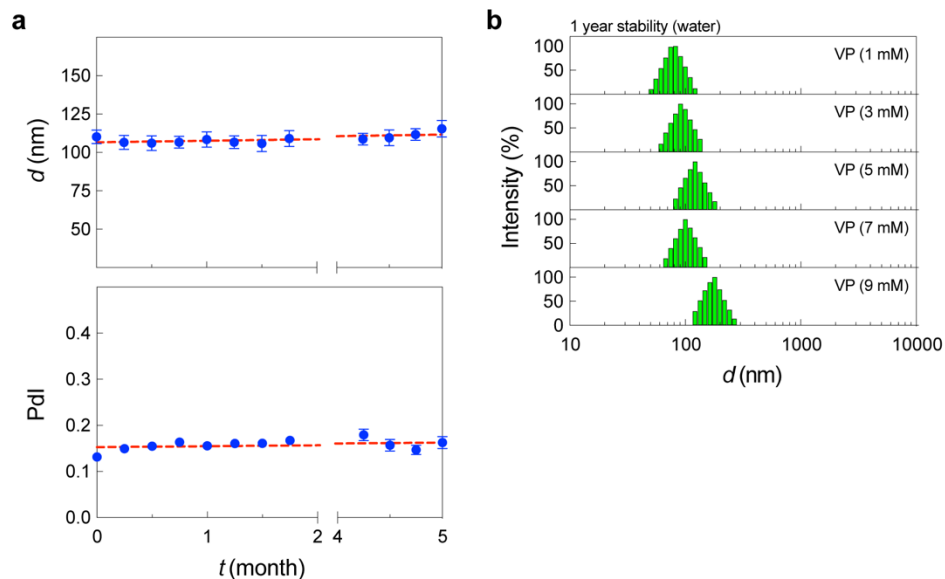 a
150
125
100
75
50
d (nm)
0.4
0.3
0.2
0.1
0.0
PdI
0 1 2 4 5
t (month)
b
1 year stability (water)
100
50
VP (1 mM)
100
50
VP (3 mM)
100
50
VP (5 mM)
100
50
VP (7 mM)
100
50
0
VP (9 mM)
Intensity (%)
10 100 1000 10000
d (nm)